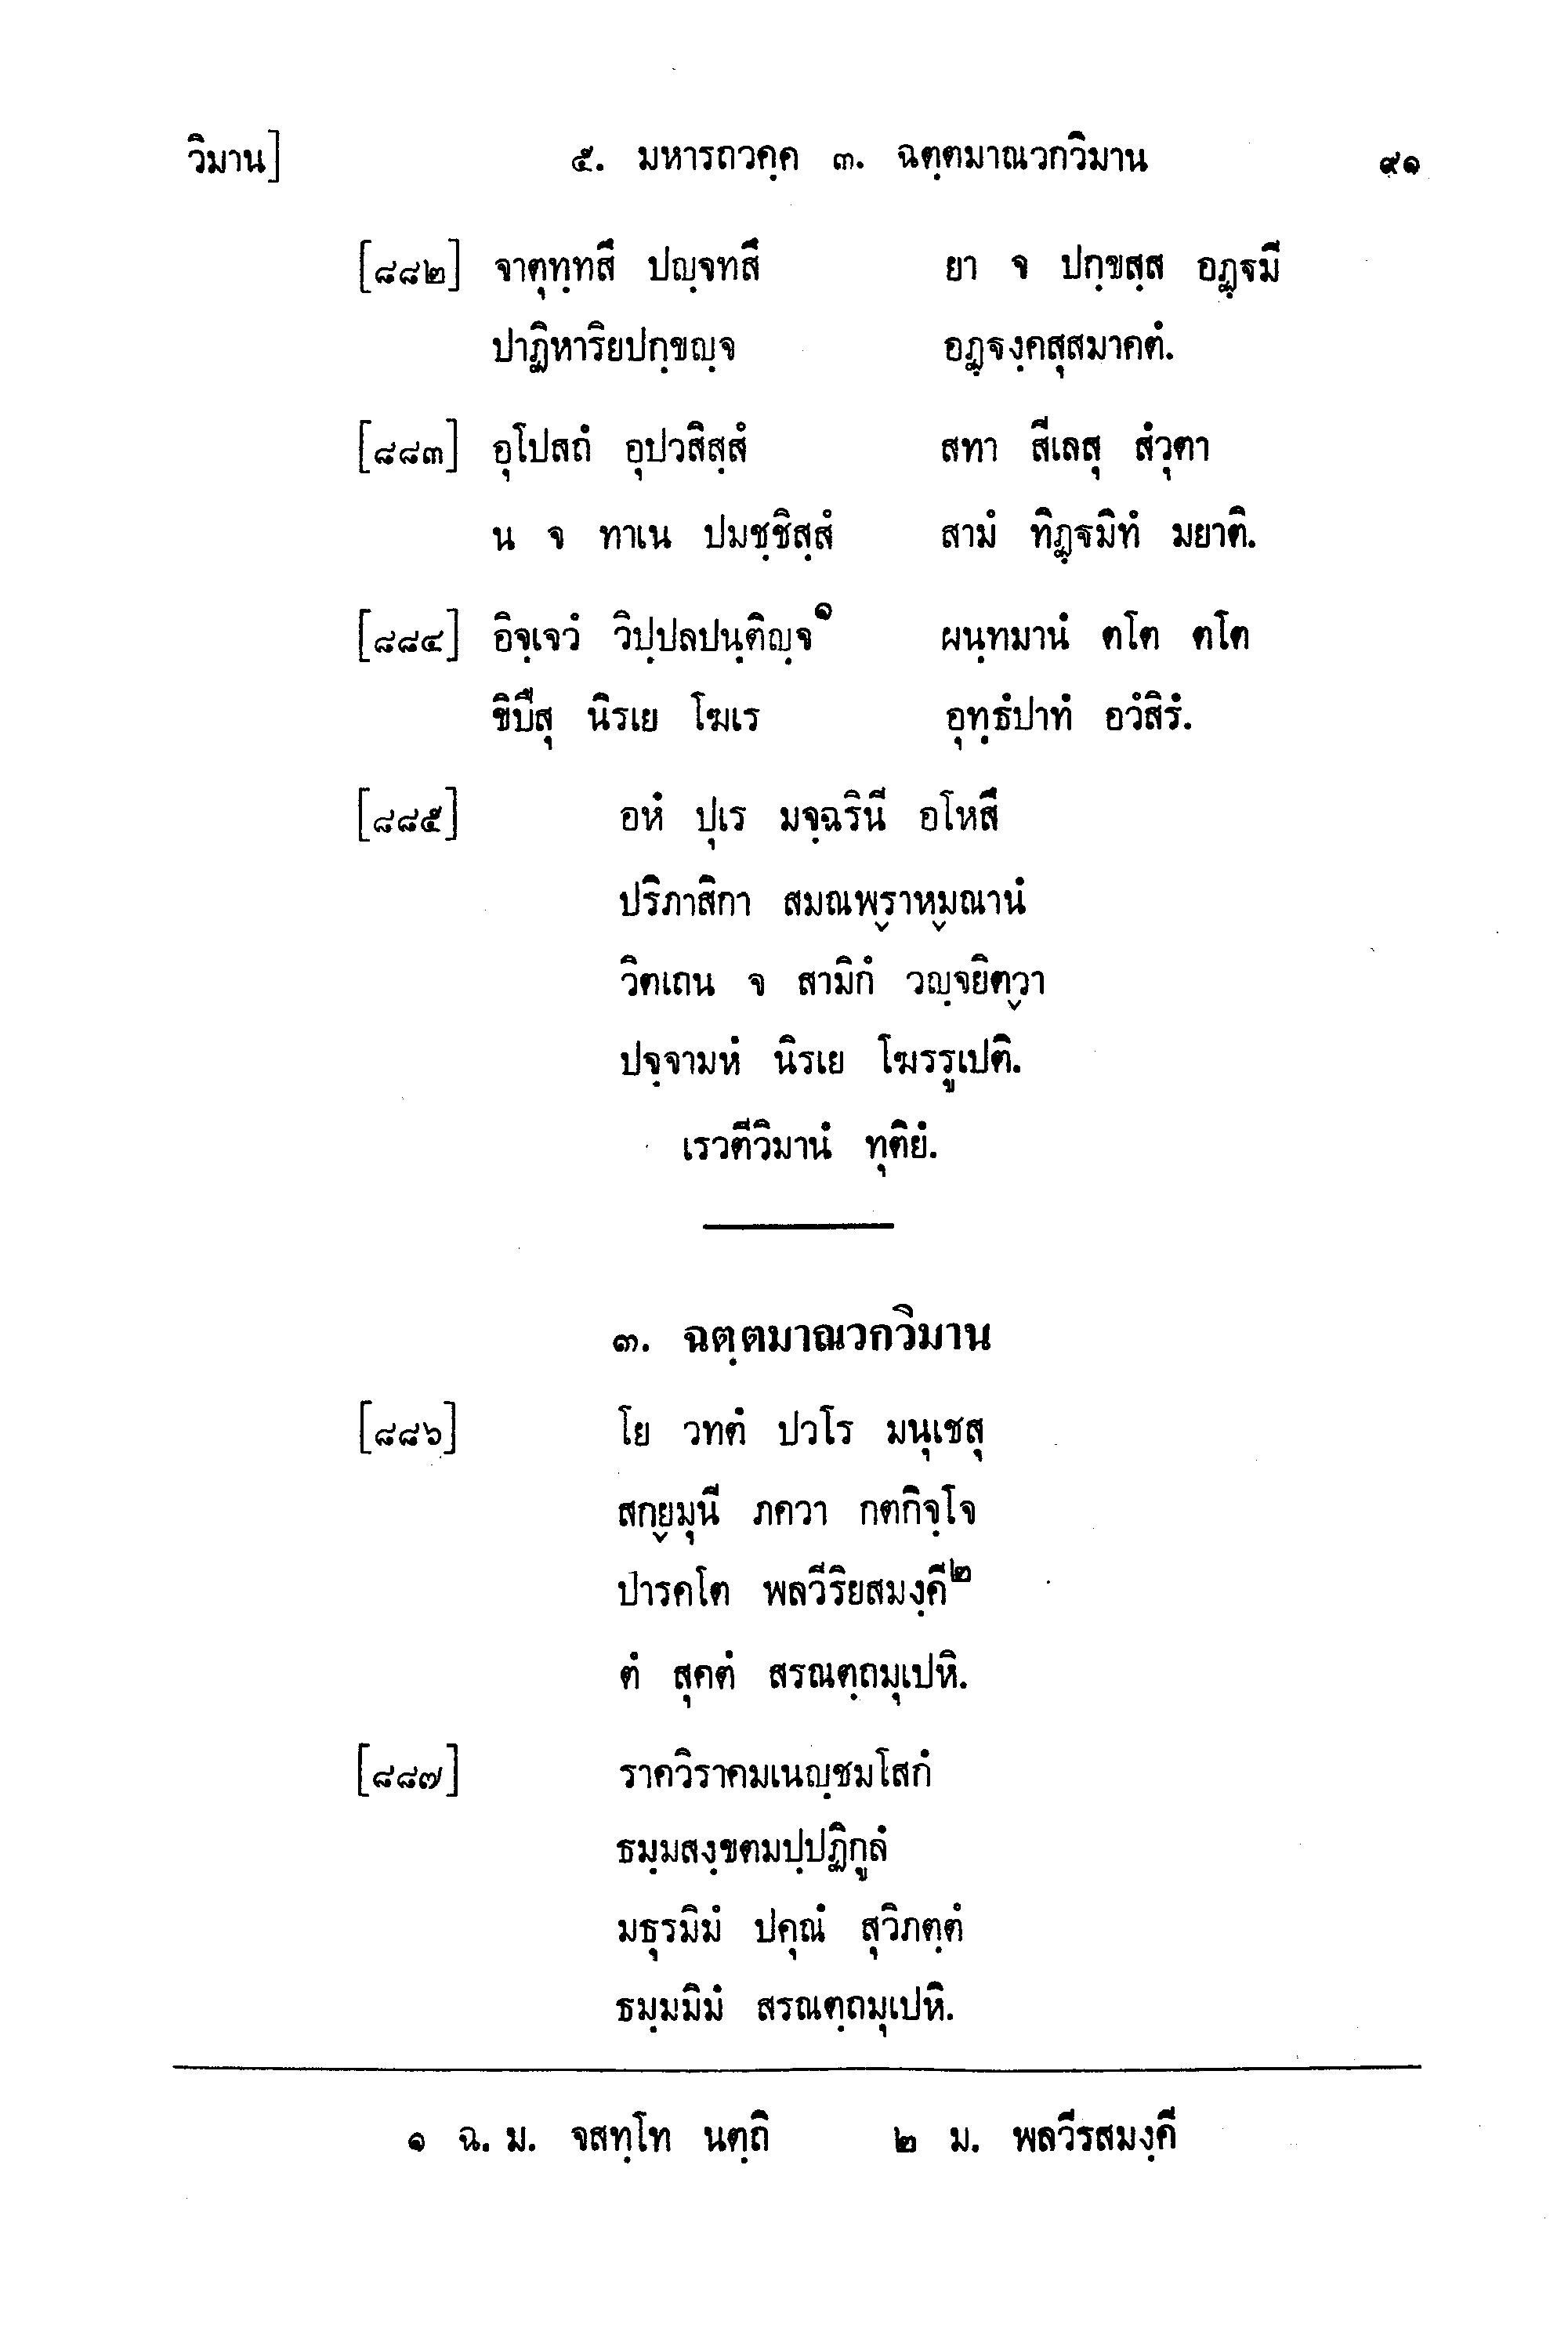 วิมาน] ๕. มหารถวคฺค ๓. ฉตฺตมาณวกวิมาน ๙๑
[๘๘๒] จาตุทฺทสึ ปญฺจทสึ ยา จ ปกฺขสฺส อฏฺฐมี
ปาฏิหาริยปกฺขญฺจ อฏฺฐงฺคสุสมาคตํ.
[๘๘๓] อุโปสถํ อุปวสิสฺสํ สทา สีเลสุ สํวุตา
น จ ทาเน ปมชฺชิสฺสํ สามํ ทิฏฺฐมิทํ มยาติ.
[๘๘๔] อิจฺเจวํ วิปฺปลปนฺติญฺจ๑ ผนฺทมานํ ตโต ตโต
ขิปึสุ นิรเย โฆเร อุทฺธํปาทํ อวํสิรํ.
[๘๘๕] อหํ ปุเร มจฺฉรินี อโหสึ
ปริภาสิกา สมณพฺราหฺมณานํ
วิตเถน จ สามิกํ วญฺจยิตฺวา
ปจฺจามหํ นิรเย โฆรรูเปติ.
เรวตีวิมานํ ทุติยํ.
๓. ฉตฺตมาณวกวิมาน
[๘๘๖] โย วทตํ ปวโร มนุเชสุ
สกฺยมุนี ภควา กตกิจฺโจ
ปารคโต พลวีริยสมงฺคี๒
ตํ สุคตํ สรณตฺถมุเปหิ.
[๘๘๗] ราควิราคมเนญฺชมโสกํ
ธมฺมสงฺขตมปฺปฏิกูลํ
มธุรมิมํ ปคุณํ สุวิภตฺตํ
ธมฺมมิมํ สรณตฺถมุเปหิ.
๑ ฉ. ม. จสทฺโท นตฺถิ ๒ ม. พลวีรสมงฺคี